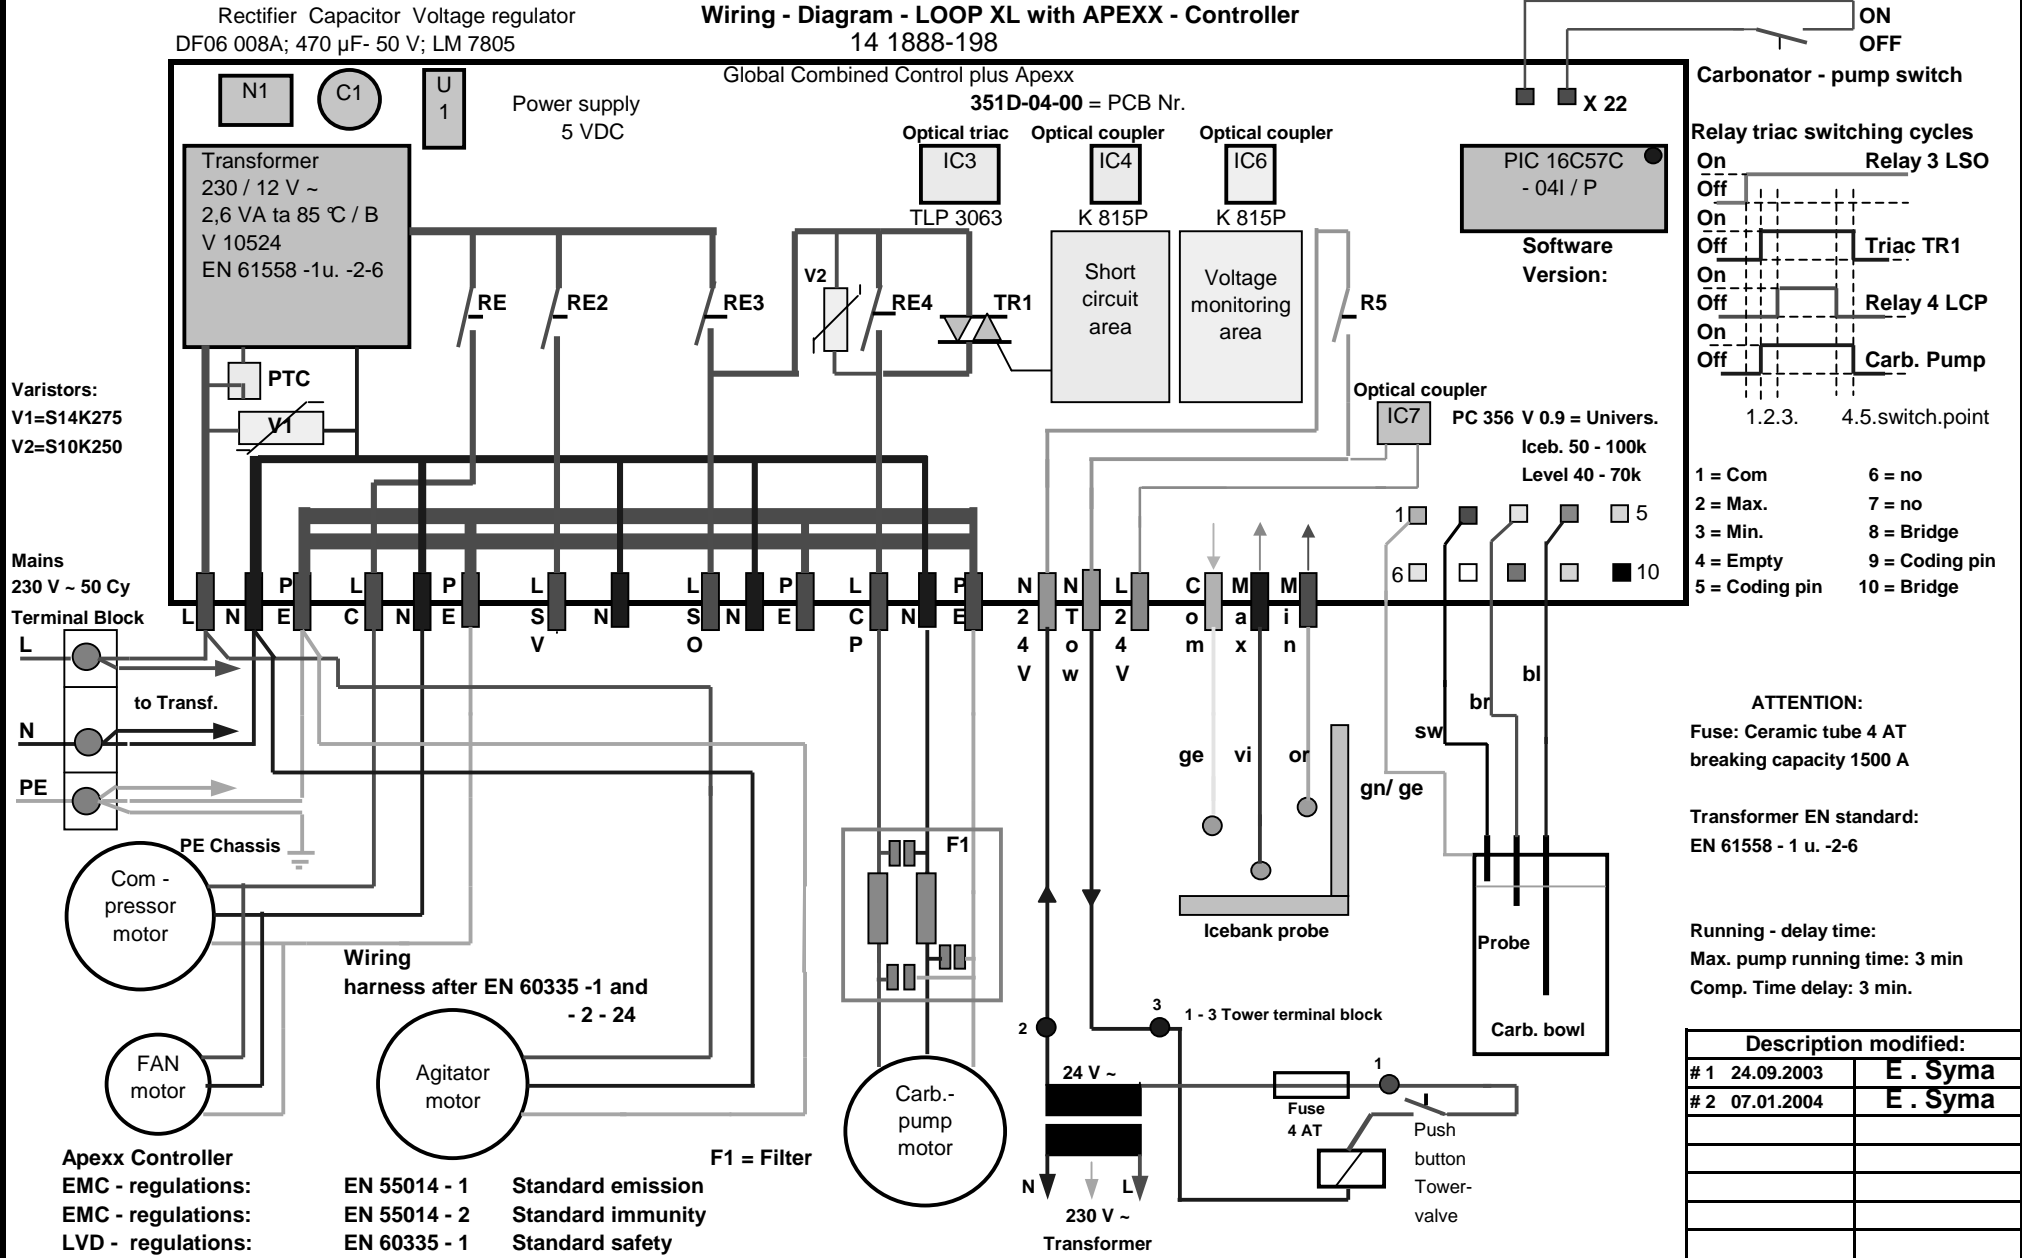 Rectifier Capacitor Voltage regulator
DF06 008A; 470 µF- 50 V; LM 7805
Wiring - Diagram - LOOP XL with APEXX - Controller
14 1888-198
ON
OFF
Carbonator - pump switch
X 22
Global Combined Control plus Apexx
351D-04-00 = PCB Nr.
N1
C1
U
1
Power supply
5 VDC
Transformer
230 / 12 V ~
2,6 VA ta 85 °C / B
V 10524
EN 61558 -1u. -2-6
Optical triac
IC3
TLP 3063
Optical coupler
IC4
K 815P
Optical coupler
IC6
K 815P
PIC 16C57C
- 04I / P
Software
Version:
Short
circuit
area
Voltage
monitoring
area
RE
RE2
RE3
V2
RE4
TR1
R5
PTC
V1
Varistors:
V1=S14K275
V2=S10K250
Optical coupler
IC7
PC 356 V 0.9 = Univers.
Iceb. 50 - 100k
Level 40 - 70k
Relay triac switching cycles
On
Relay 3 LSO
Off
On
Off
Triac TR1
On
Off
Relay 4 LCP
On
Off
Carb. Pump
1.2.3.
4.5.switch.point
1 = Com
6 = no
2 = Max.
7 = no
3 = Min.
8 = Bridge
4 = Empty
9 = Coding pin
5 = Coding pin
10 = Bridge
1
5
6
10
Mains
230 V ~ 50 Cy
Terminal Block
L
N
PE
L
N
PE
LC
N
PE
LSV
N
LSO
N
PE
LCP
N
PE
N24V
NTow
L24V
Com
Max
Min
to Transf.
PE Chassis
Com -
pressor
motor
FAN
motor
Wiring
harness after EN 60335 -1 and
- 2 - 24
Agitator
motor
F1
Carb.-
pump
motor
F1 = Filter
ge
vi
or
gn/ ge
sw
br
bl
Icebank probe
Probe
Carb. bowl
2
3
1 - 3 Tower terminal block
24 V ~
1
Fuse
4 AT
Push
button
Tower-
valve
N
L
230 V ~
Transformer
ATTENTION:
Fuse: Ceramic tube 4 AT
breaking capacity 1500 A
Transformer EN standard:
EN 61558 - 1 u. -2-6
Running - delay time:
Max. pump running time: 3 min
Comp. Time delay: 3 min.
Description modified:
# 1 24.09.2003 E . Syma
# 2 07.01.2004 E . Syma
Apexx Controller
EMC - regulations: EN 55014 - 1 Standard emission
EMC - regulations: EN 55014 - 2 Standard immunity
LVD - regulations: EN 60335 - 1 Standard safety